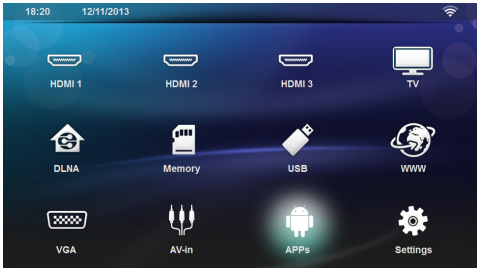 18:20 12/11/2013
HDMI 1 HDMI 2 HDMI 3 TV
DLNA Memory USB WWW
VGA AV-in APPs Settings